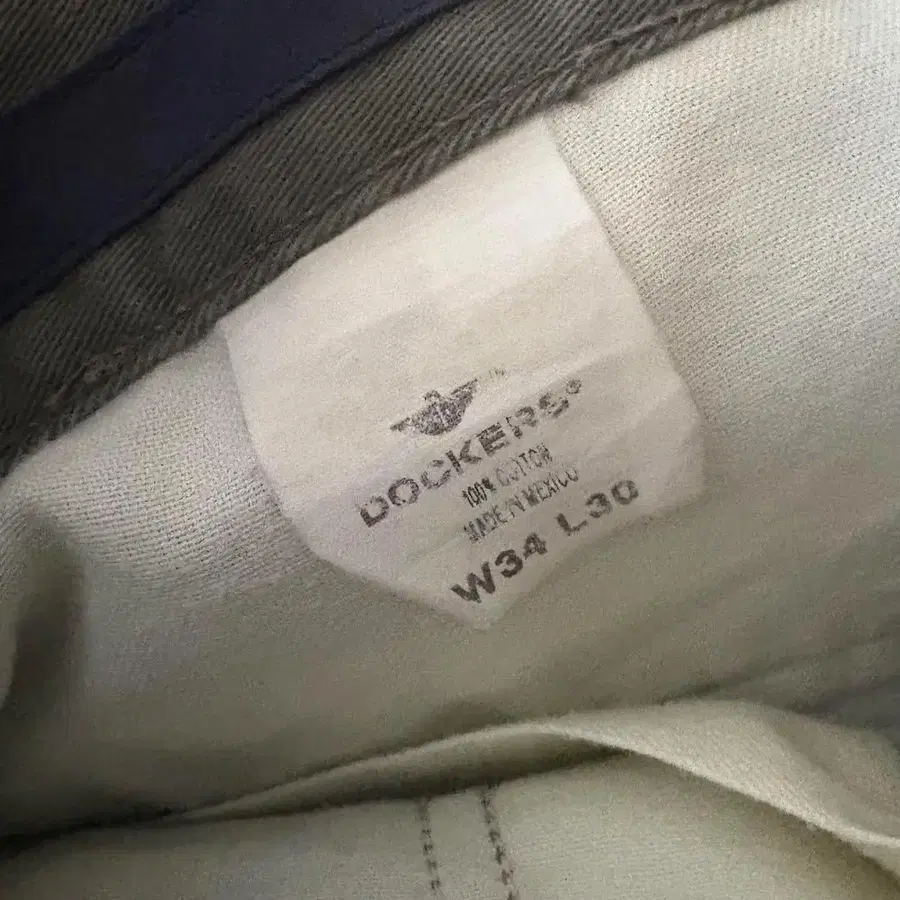 DOCKERS®
100% COTTON
MADE IN MEXICO
W34 L30